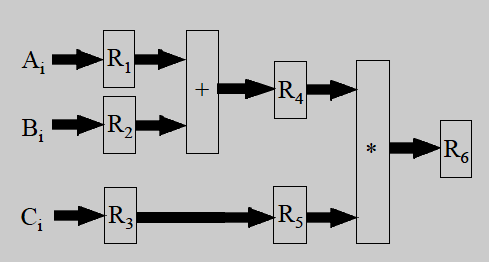 Aᵢ R₁ + R₄
Bᵢ R₂ * R₆
Cᵢ R₃ R₅